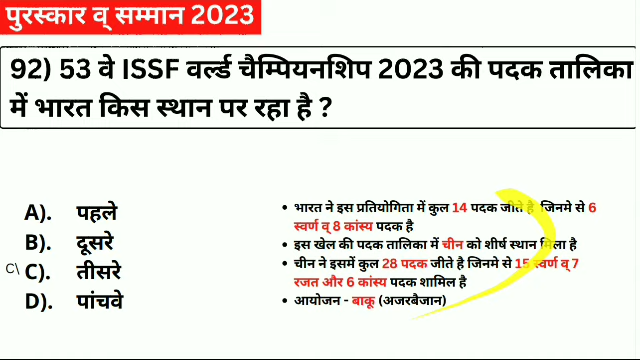 पुरस्कार व् सम्मान 2023
92) 53 वे ISSF वर्ल्ड चैम्पियनशिप 2023 की पदक तालिका
में भारत किस स्थान पर रहा है ?
A). पहले
B). दूसरे
C\ C). तीसरे
D). पांचवे
• भारत ने इस प्रतियोगिता में कुल 14 पदक जीते है जिनमे से 6
स्वर्ण व् 8 कांस्य पदक है
• इस खेल की पदक तालिका में चीन को शीर्ष स्थान मिला है
• चीन ने इसमें कुल 28 पदक जीते है जिनमे से 15 स्वर्ण व् 7
रजत और 6 कांस्य पदक शामिल है
• आयोजन - बाकू (अजरबैजान)